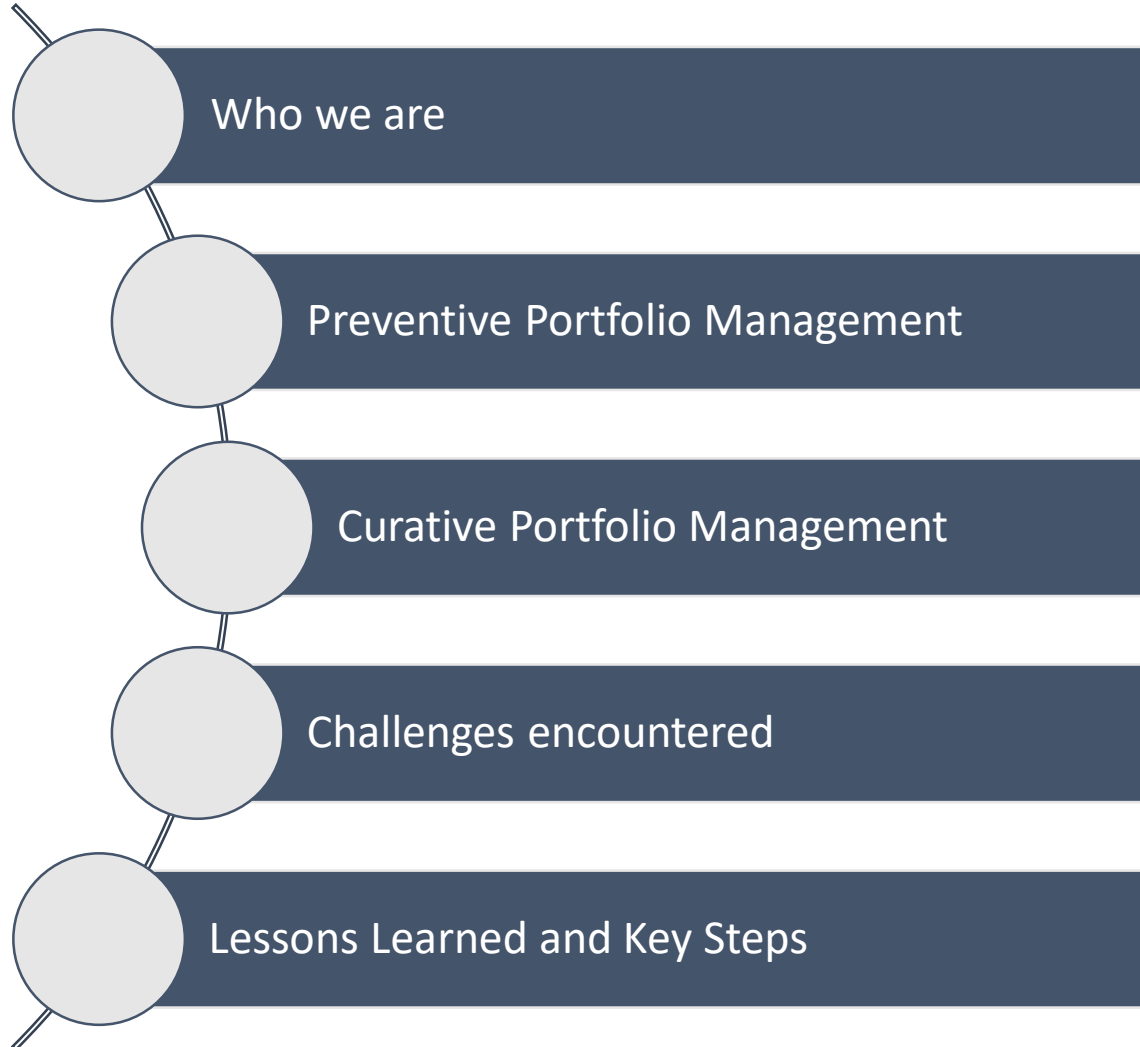 Who we are
Preventive Portfolio Management
Curative Portfolio Management
Challenges encountered
Lessons Learned and Key Steps